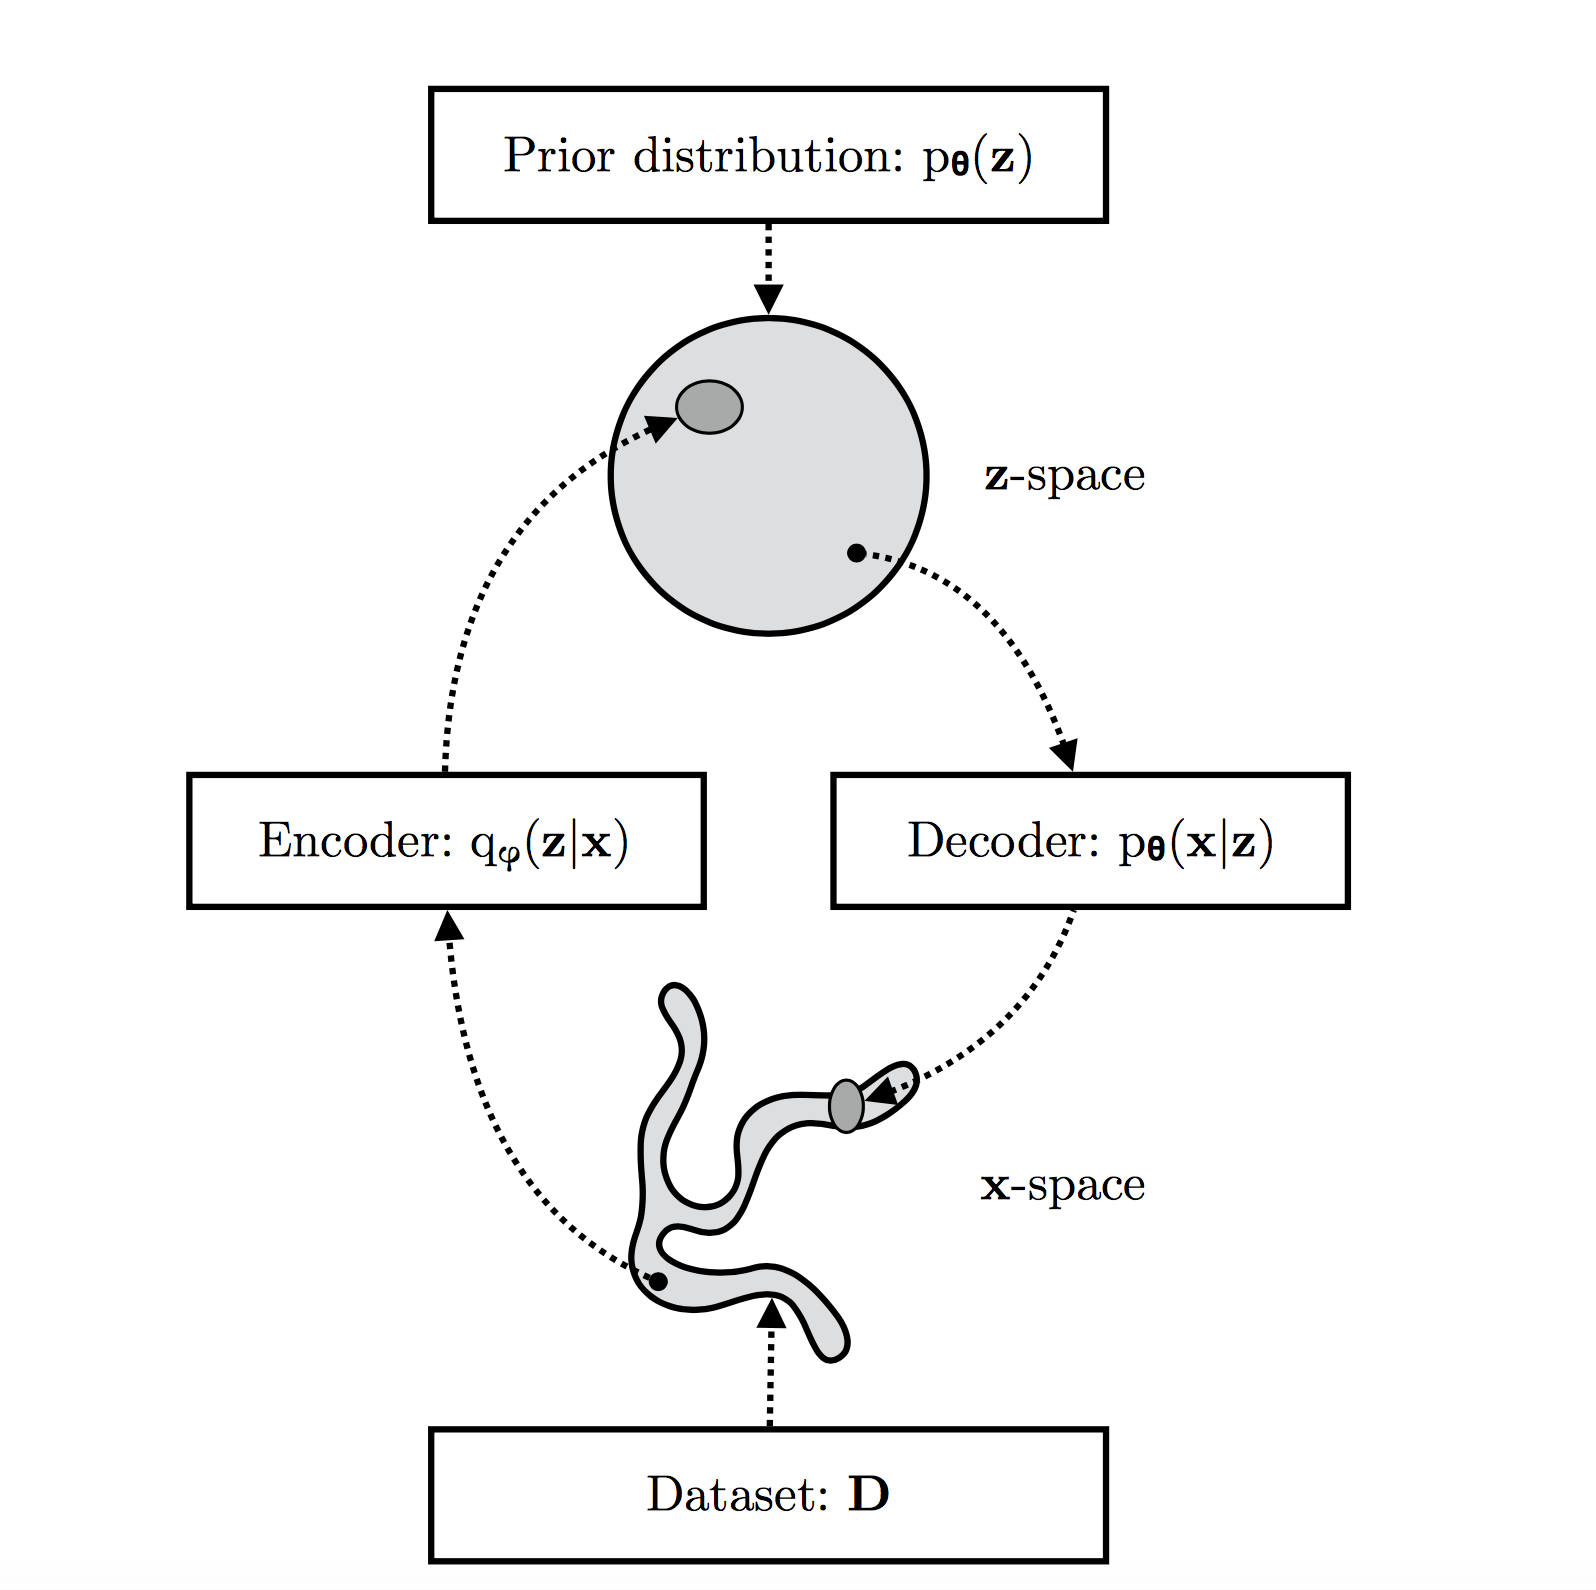 Prior distribution: p𝛉(𝐳)
𝐳-space
Encoder: qφ(𝐳|𝐱)
Decoder: p𝛉(𝐱|𝐳)
𝐱-space
Dataset: 𝐃